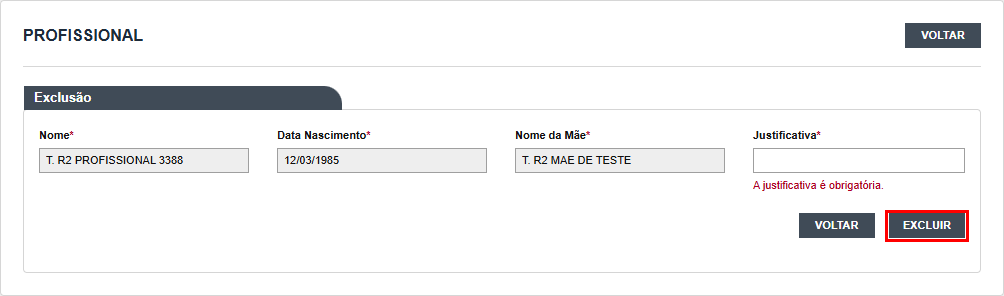 PROFISSIONAL
VOLTAR
Exclusão
Nome*
Data Nascimento*
Nome da Mãe*
Justificativa*
T. R2 PROFISSIONAL 3388
12/03/1985
T. R2 MAE DE TESTE
A justificativa é obrigatória.
VOLTAR
EXCLUIR